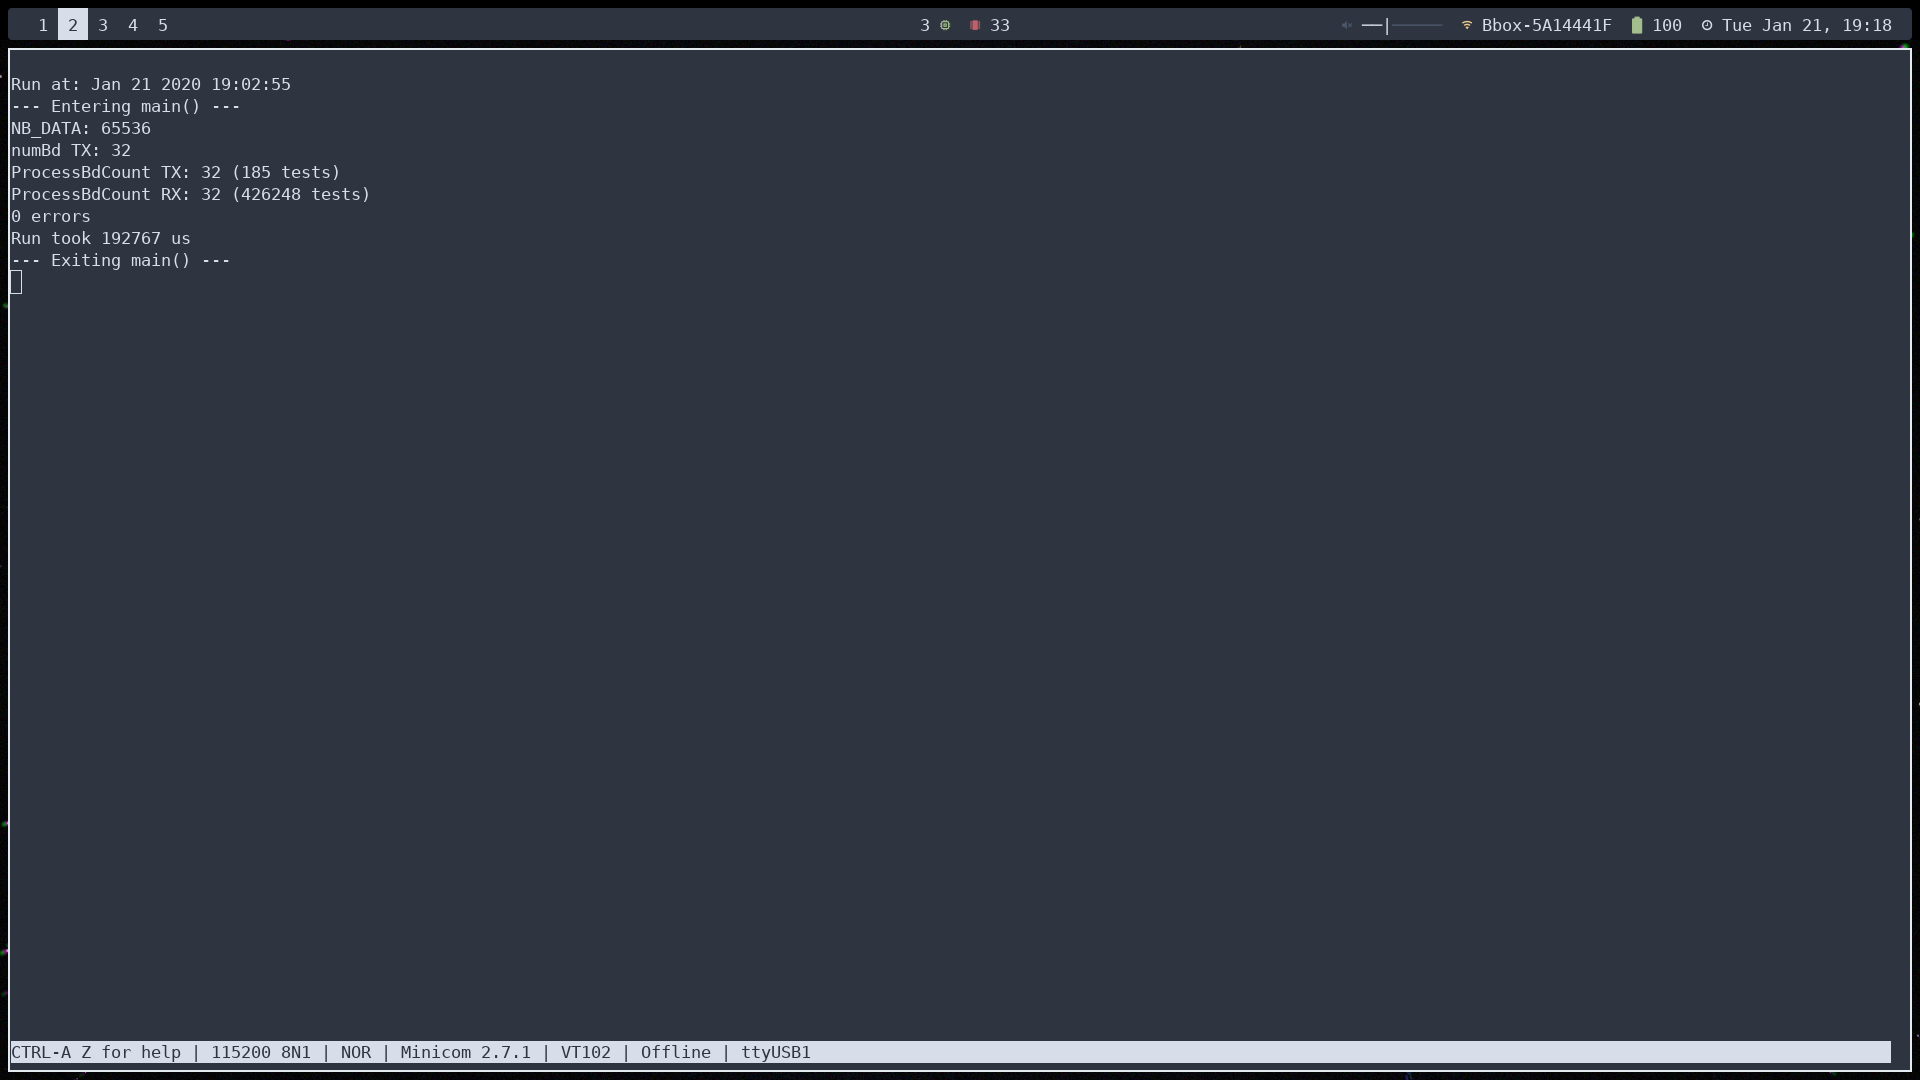 1 2 3 4 5 3 33 Bbox-5A14441F 100 Tue Jan 21, 19:18
Run at: Jan 21 2020 19:02:55
--- Entering main() ---
NB_DATA: 65536
numBd TX: 32
ProcessBdCount TX: 32 (185 tests)
ProcessBdCount RX: 32 (426248 tests)
0 errors
Run took 192767 us
--- Exiting main() ---
CTRL-A Z for help | 115200 8N1 | NOR | Minicom 2.7.1 | VT102 | Offline | ttyUSB1